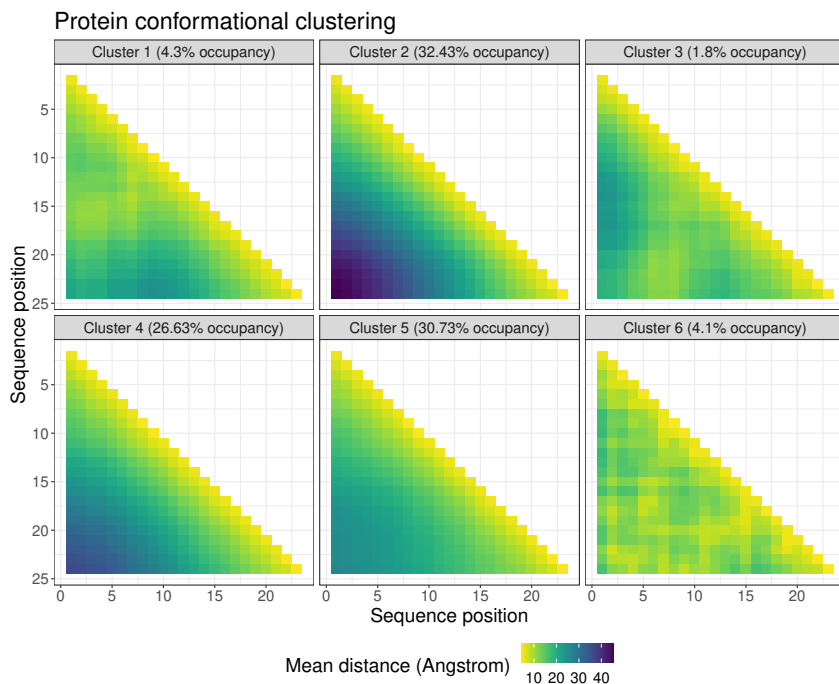 Protein conformational clustering
Cluster 1 (4.3% occupancy) Cluster 2 (32.43% occupancy) Cluster 3 (1.8% occupancy)
5
10
15
20
25
Cluster 4 (26.63% occupancy) Cluster 5 (30.73% occupancy) Cluster 6 (4.1% occupancy)
5
10
15
20
25
Sequence position
0 5 10 15 20 0 5 10 15 20 0 5 10 15 20
Sequence position
Mean distance (Angstrom)
10 20 30 40